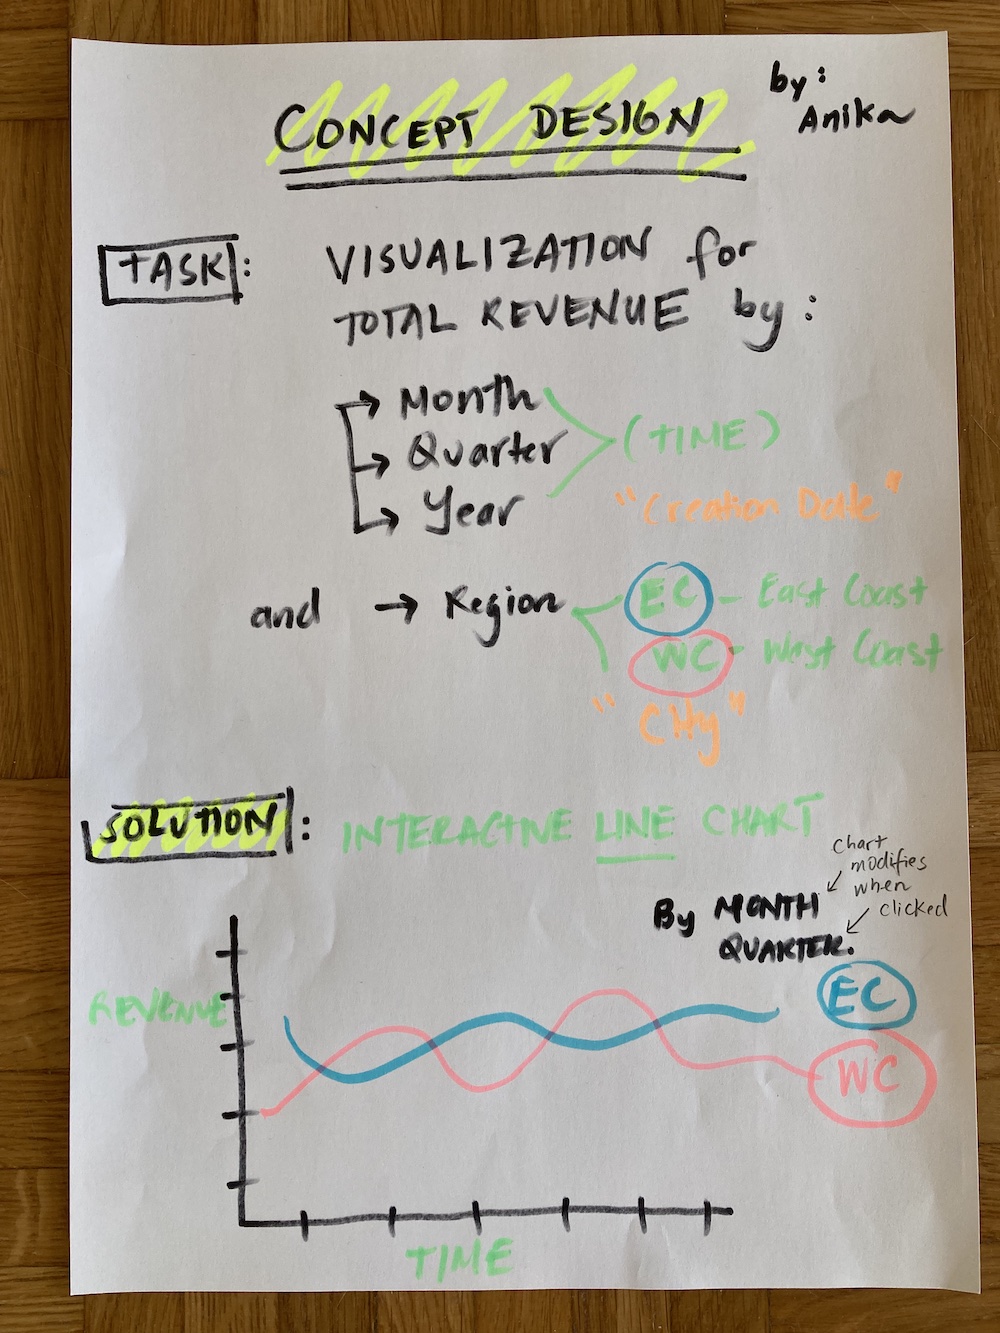 CONCEPT DESIGN
by:
Anika
TASK: VISUALIZATION for
TOTAL REVENUE by:
→ Month
→ Quarter (TIME)
→ Year
"Creation Date"
and → Region EC - East Coast
WC - West Coast
"City"
SOLUTION: INTERACTIVE LINE CHART
chart
modifies
when
clicked
By MONTH
QUARTER.
REVENUE
EC
WC
TIME